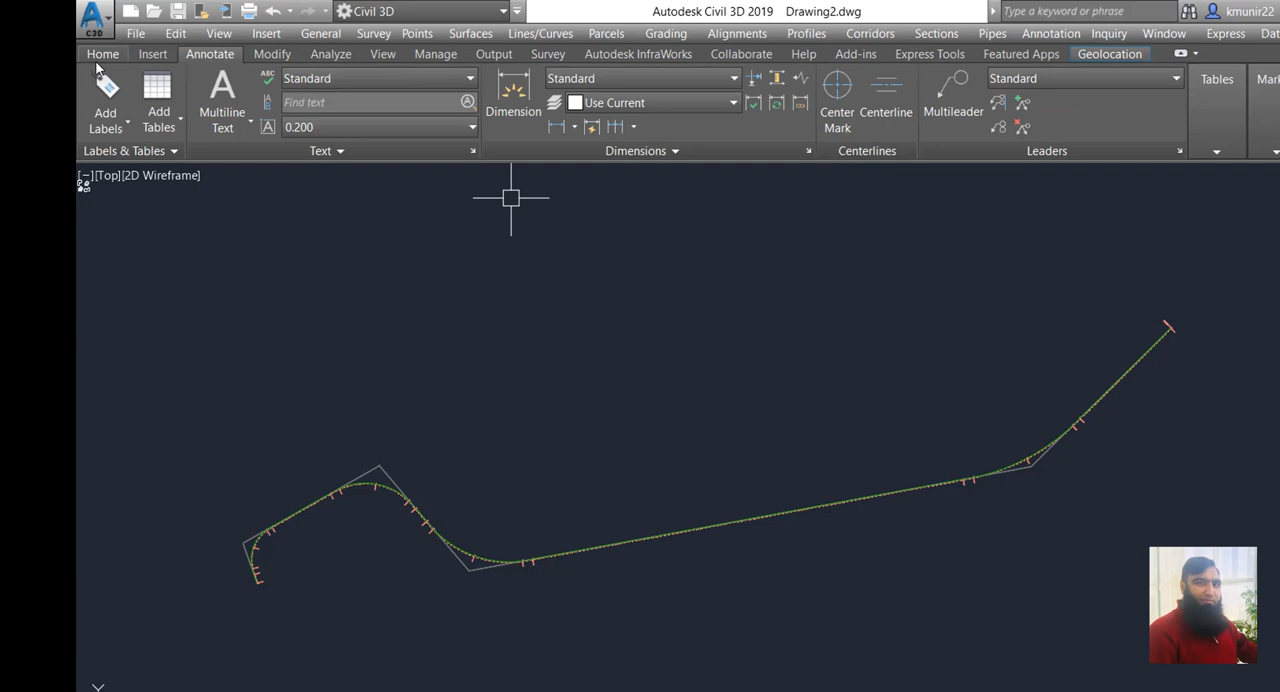 Civil 3D
Autodesk Civil 3D 2019 Drawing2.dwg
Type a keyword or phrase
kmunir22
C3D
File Edit View Insert General Survey Points Surfaces Lines/Curves Parcels Grading Alignments Profiles Corridors Sections Pipes Annotation Inquiry Window Express Dat
Home Insert Annotate Modify Analyze View Manage Output Survey Autodesk InfraWorks Collaborate Help Add-ins Express Tools Featured Apps Geolocation
Add Labels
Add Tables
Labels & Tables
Multiline Text
ABC
Standard
Find text
0.200
Text
Dimension
Standard
Use Current
Dimensions
Center Mark
Centerline
Centerlines
Multileader
Standard
Leaders
Tables
Mark
[−][Top][2D Wireframe]